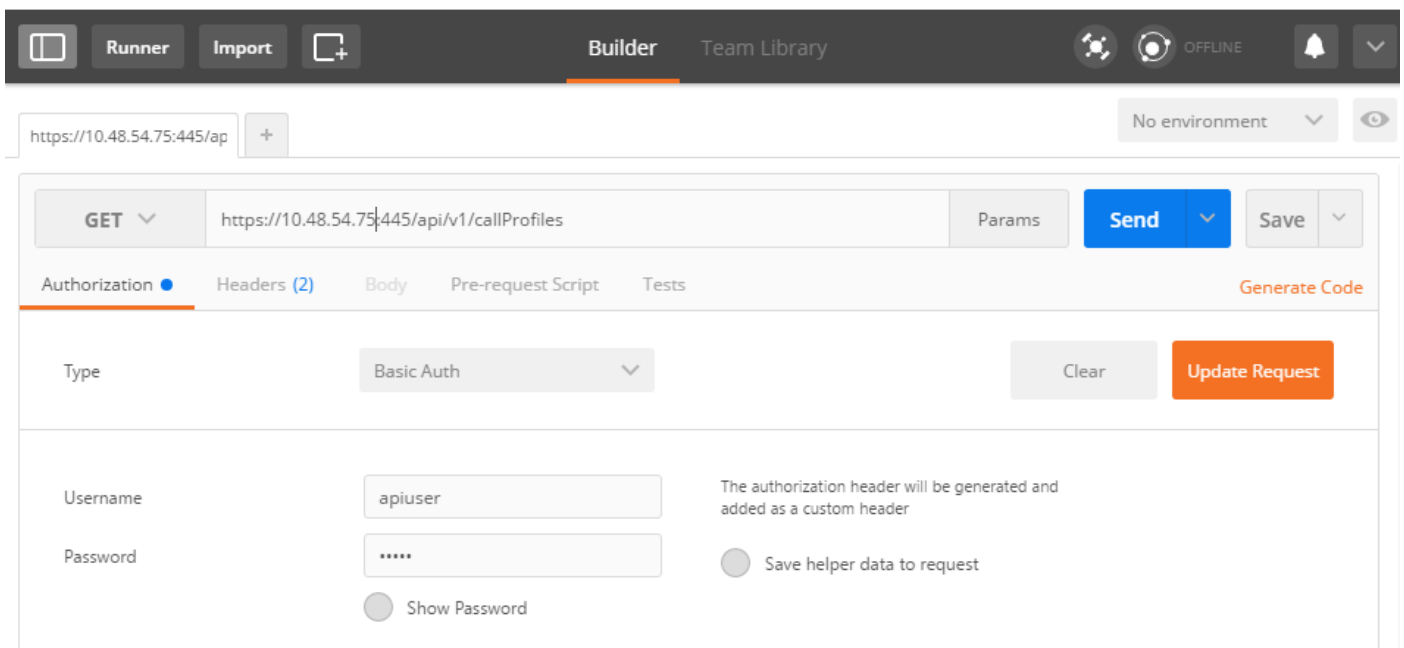 Runner Import Builder Team Library OFFLINE
https://10.48.54.75:445/ap + No environment
GET https://10.48.54.75:445/api/v1/callProfiles Params Send Save
Authorization Headers (2) Body Pre-request Script Tests Generate Code
Type Basic Auth Clear Update Request
Username apiuser
The authorization header will be generated and
added as a custom header
Password •••••
Save helper data to request
Show Password